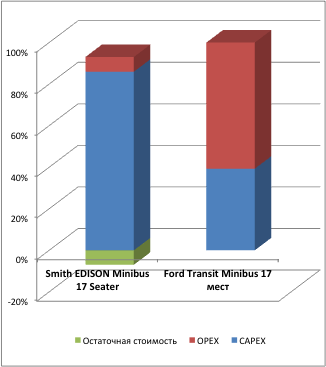 100%
80%
60%
40%
20%
0%
-20%
Smith EDISON Minibus
17 Seater
Ford Transit Minibus 17
мест
Остаточная стоимость OPEX CAPEX